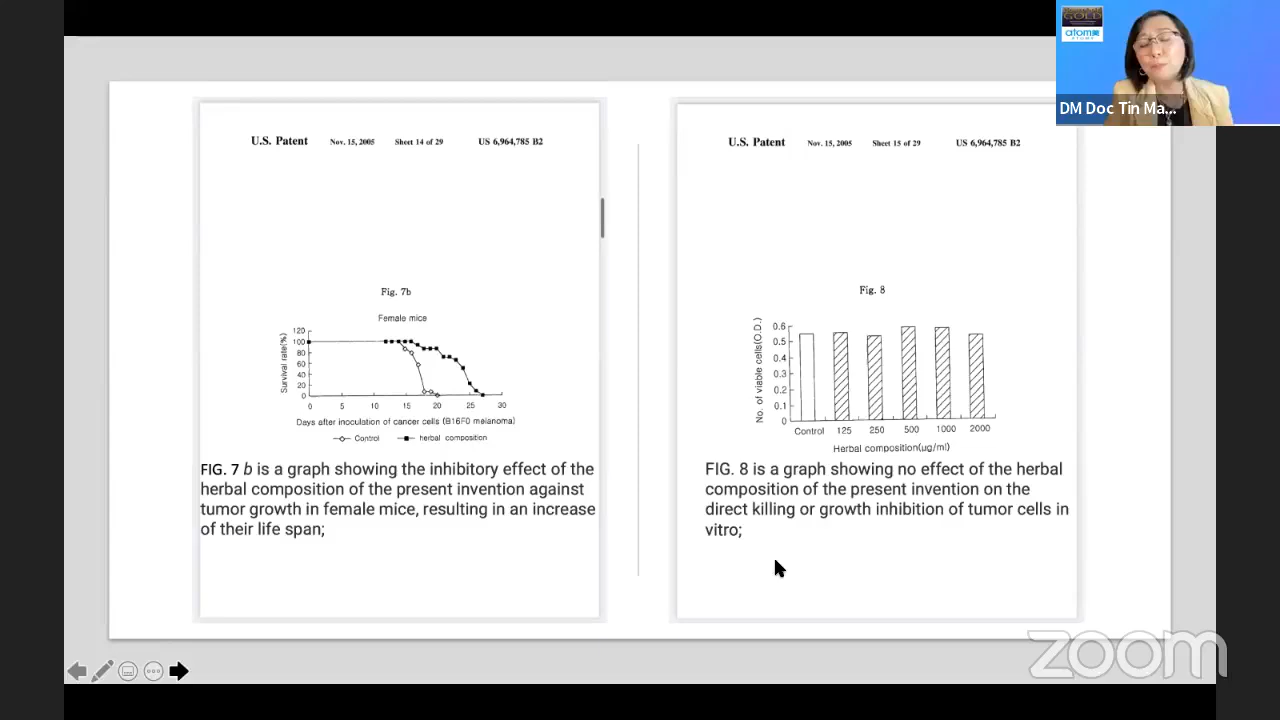 GOLD
atom美
DM Doc Tin Ma...
U.S. Patent Nov. 15, 2005 Sheet 14 of 29 US 6,964,785 B2
Fig. 7b
Female mice
Survival rate(%)
120
100
80
60
40
20
0
0 5 10 15 20 25 30
Days after inoculation of cancer cells (B16F0 melanoma)
Control herbal composition
FIG. 7 b is a graph showing the inhibitory effect of the
herbal composition of the present invention against
tumor growth in female mice, resulting in an increase
of their life span;
U.S. Patent Nov. 15, 2005 Sheet 15 of 29 US 6,964,785 B2
Fig. 8
No. of viable cells(O.D.)
0.6
0.5
0.4
0.3
0.2
0.1
0
Control 125 250 500 1000 2000
Herbal composition(ug/ml)
FIG. 8 is a graph showing no effect of the herbal
composition of the present invention on the
direct killing or growth inhibition of tumor cells in
vitro;
zoom